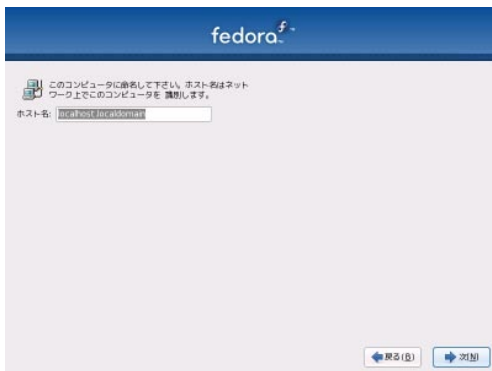 fedora
このコンピュータに命名して下さい。ホスト名はネット
ワーク上でこのコンピュータを 識別します。
ホスト名: localhost.localdomain
戻る(B)
次(N)